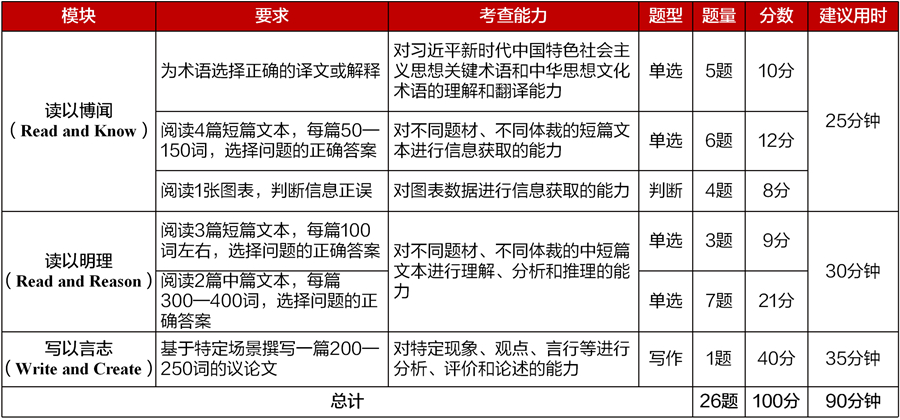 模块 要求 考查能力 题型 题量 分数 建议用时
读以博闻
（Read and Know）
为术语选择正确的译文或解释
对习近平新时代中国特色社会主
义思想关键术语和中华思想文化
术语的理解和翻译能力
单选 5题 10分
25分钟
阅读4篇短篇文本，每篇50—
150词，选择问题的正确答案
对不同题材、不同体裁的短篇文
本进行信息获取的能力
单选 6题 12分
阅读1张图表，判断信息正误
对图表数据进行信息获取的能力
判断 4题 8分
读以明理
（Read and Reason）
阅读3篇短篇文本，每篇100
词左右，选择问题的正确答案
对不同题材、不同体裁的中短篇
文本进行理解、分析和推理的能
力
单选 3题 9分
30分钟
阅读2篇中篇文本，每篇
300—400词，选择问题的正
确答案
单选 7题 21分
写以言志
（Write and Create）
基于特定场景撰写一篇200—
250词的议论文
对特定现象、观点、言行等进行
分析、评价和论述的能力
写作 1题 40分 35分钟
总计 26题 100分 90分钟